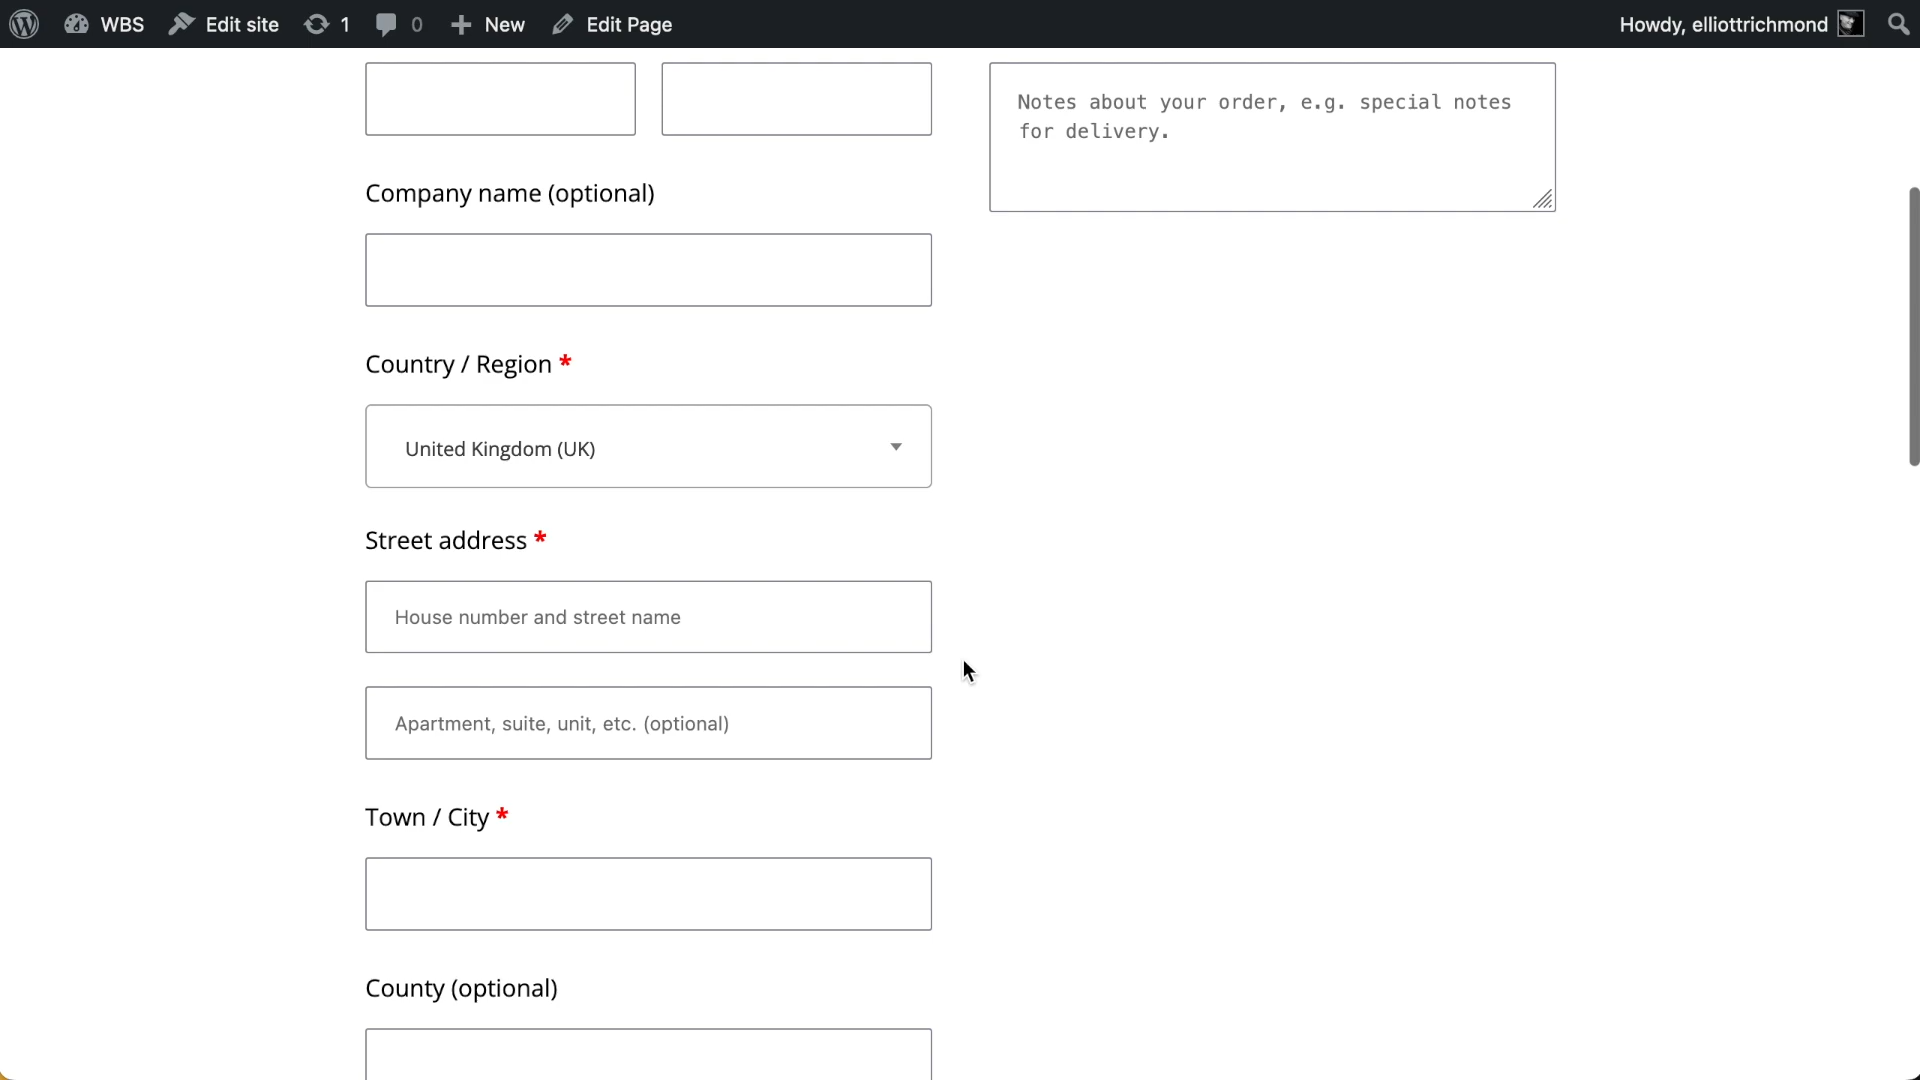 WBS Edit site 1 0 New Edit Page Howdy, elliottrichmond
Notes about your order, e.g. special notes
for delivery.
Company name (optional)
Country / Region *
United Kingdom (UK)
Street address *
House number and street name
Apartment, suite, unit, etc. (optional)
Town / City *
County (optional)